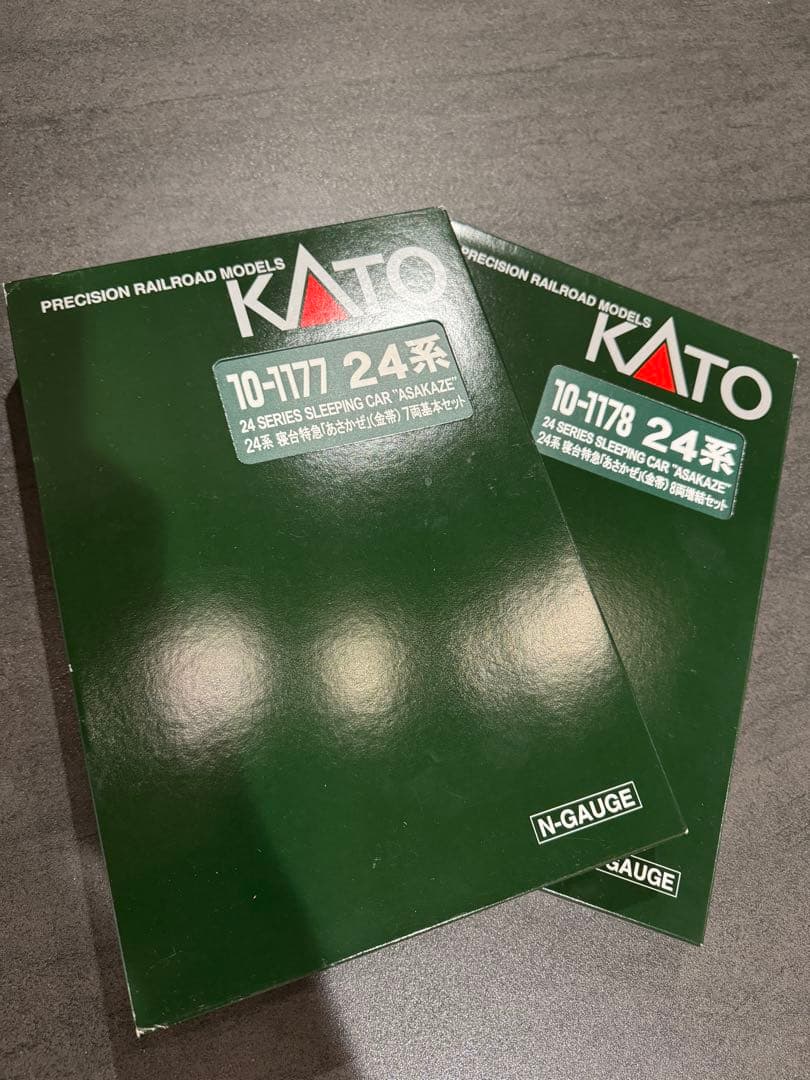 PRECISION RAILROAD MODELS
KATO
10-1177 24系
24 SERIES SLEEPING CAR "ASAKAZE"
24系 寝台特急「あさかぜ」(金帯) 7両基本セット
N-GAUGE
PRECISION RAILROAD MODELS
KATO
10-1178 24系
24 SERIES SLEEPING CAR "ASAKAZE"
24系 寝台特急「あさかぜ」(金帯) 8両増結セット
GAUGE